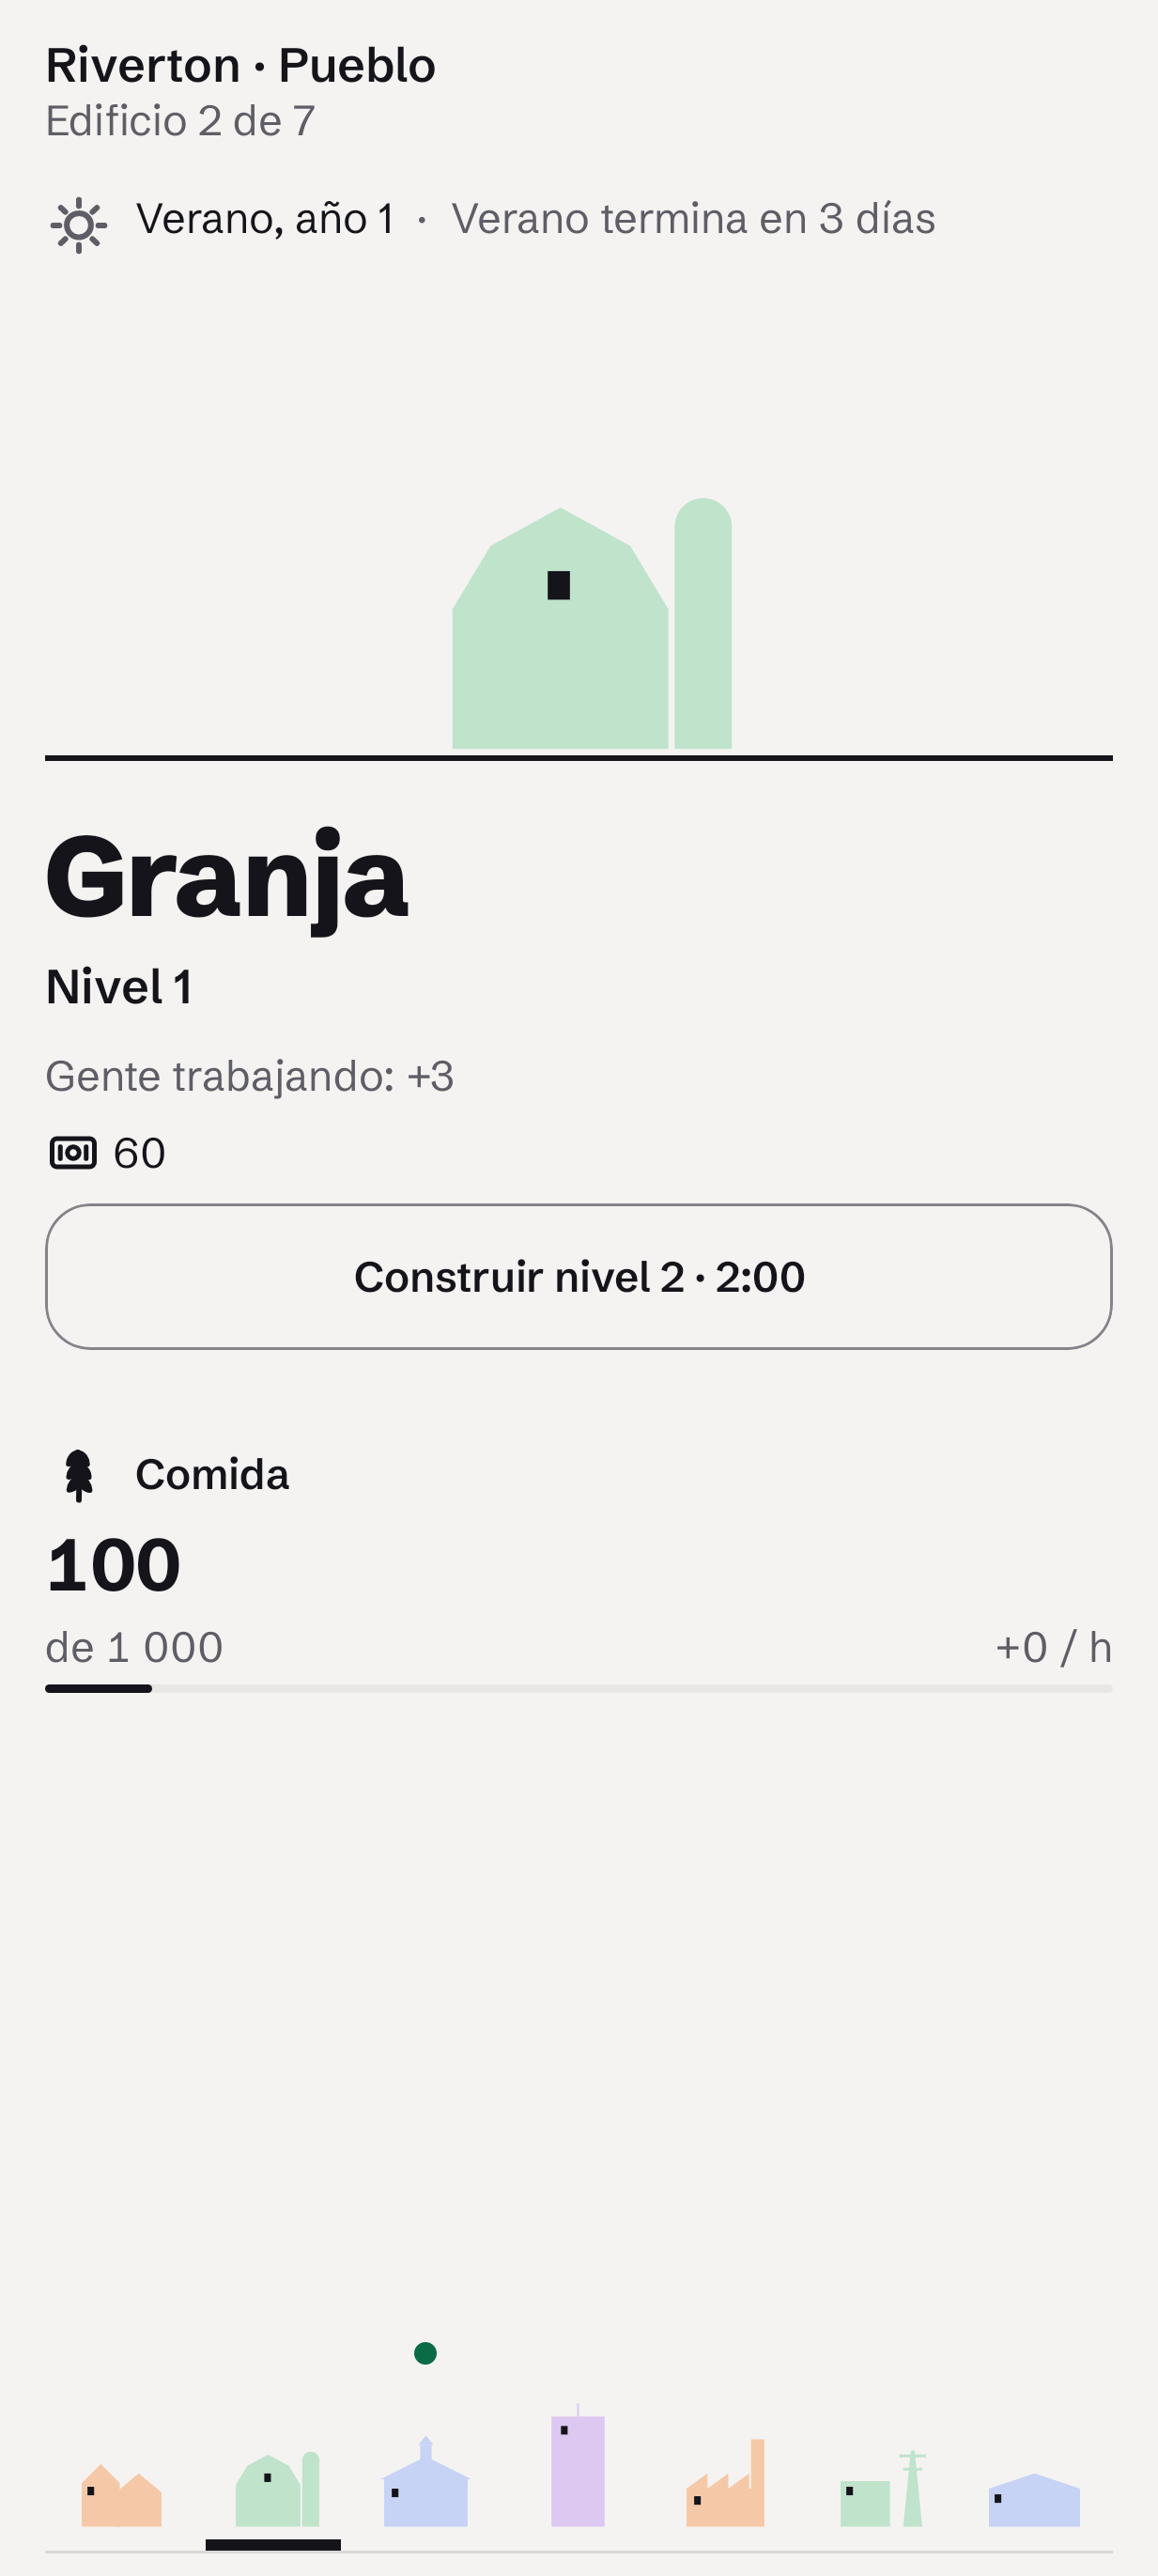 Riverton · Pueblo
Edificio 2 de 7
Verano, año 1 · Verano termina en 3 días
Granja
Nivel 1
Gente trabajando: +3
60
Construir nivel 2 · 2:00
Comida
100
de 1 000 +0 / h